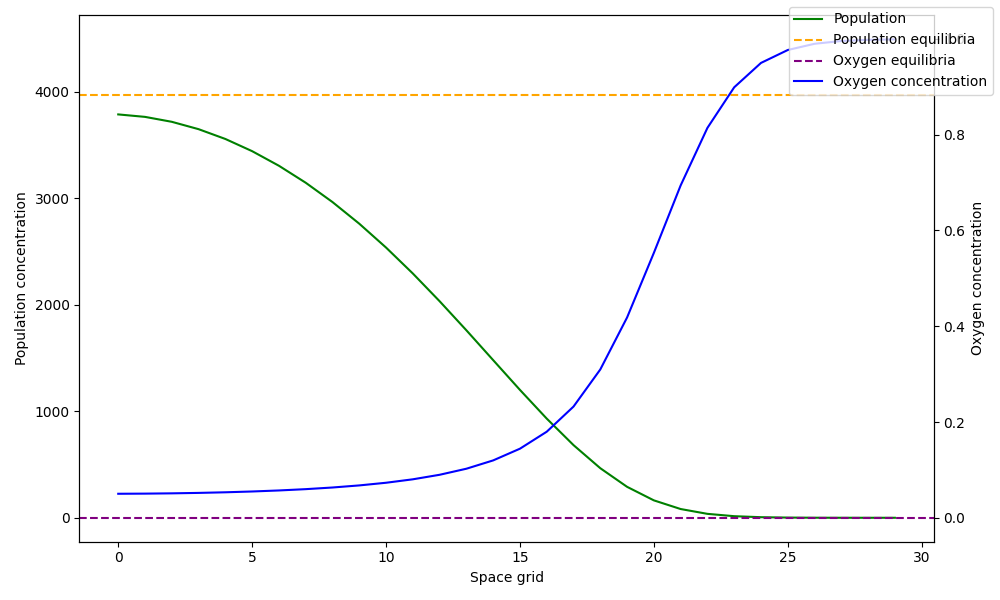 Population
Population equilibria
Oxygen equilibria
Oxygen concentration
Population concentration
4000
3000
2000
1000
0
0.8
0.6
0.4
0.2
0.0
Oxygen concentration
0
5
10
15
20
25
30
Space grid